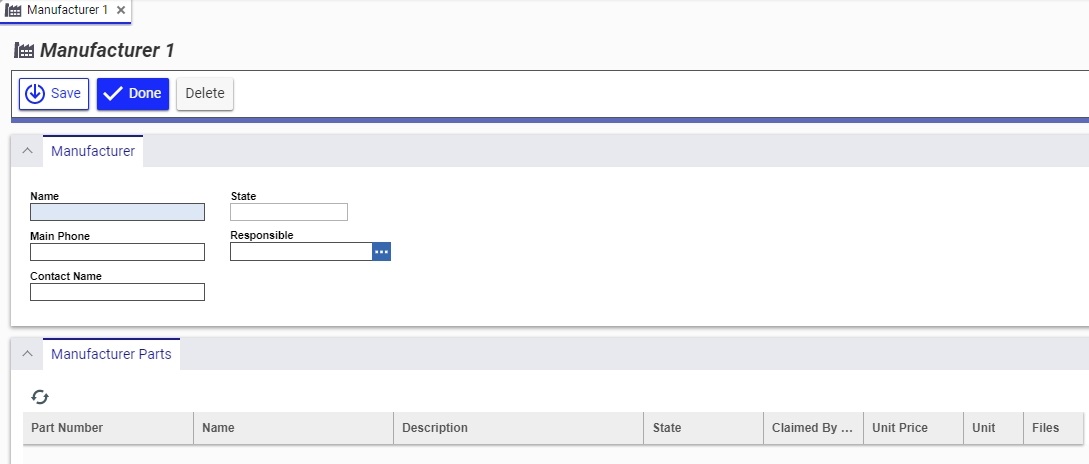 Manufacturer 1
Manufacturer 1
Save Done Delete
Manufacturer
Name State
Main Phone Responsible
Contact Name
Manufacturer Parts
Part Number Name Description State Claimed By ... Unit Price Unit Files